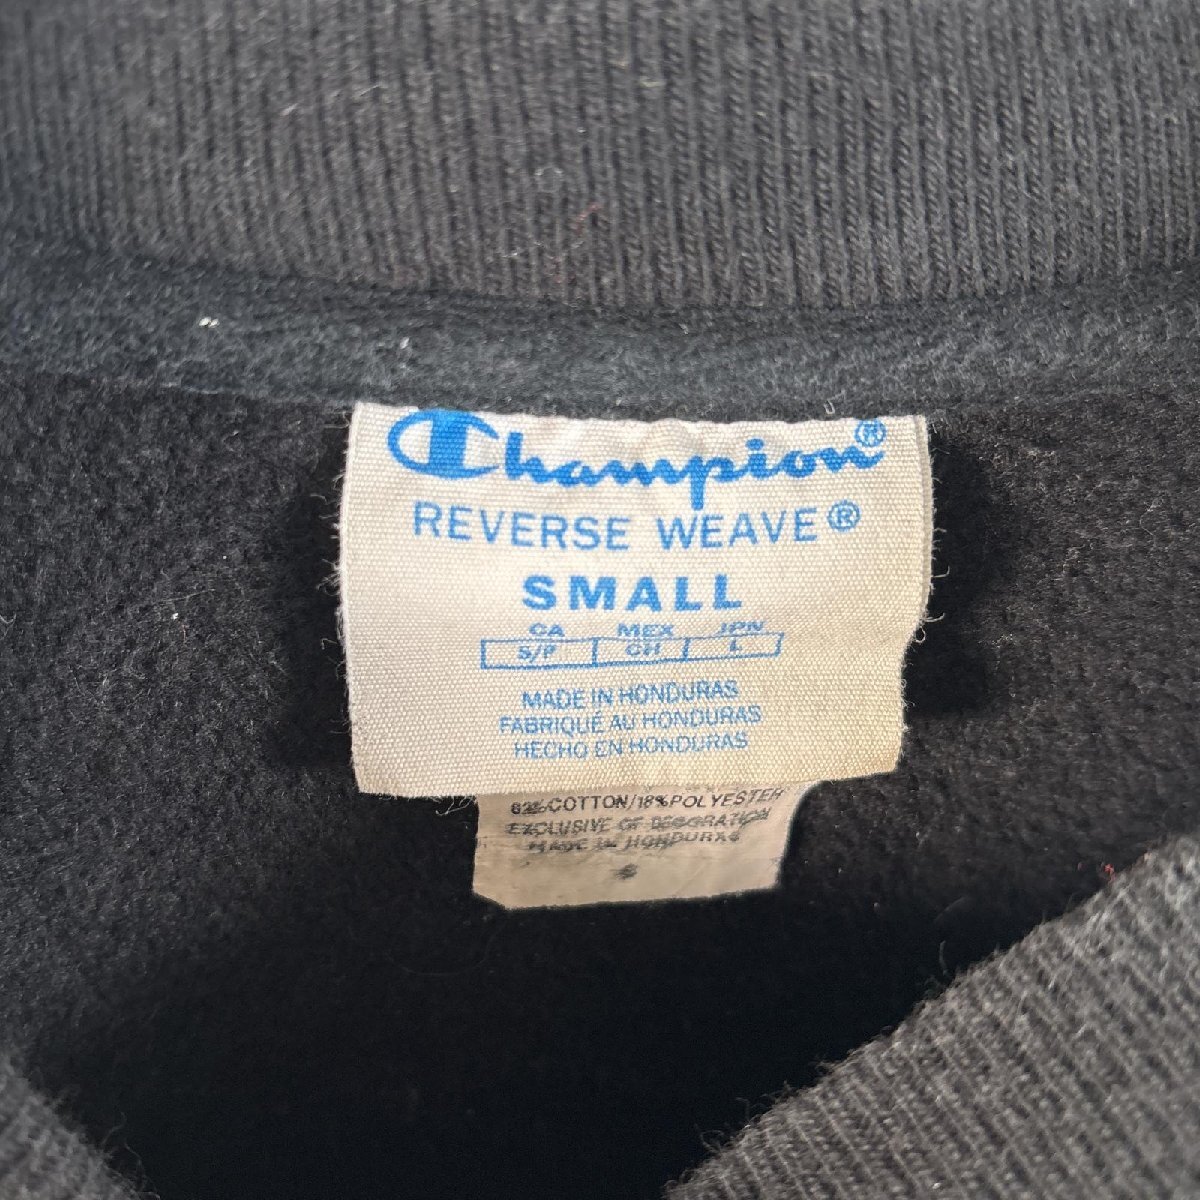 Champion®
REVERSE WEAVE®
SMALL
CA MEX JPN
S/P CH L
MADE IN HONDURAS
FABRIQUÉ AU HONDURAS
HECHO EN HONDURAS
82% COTTON/18% POLYESTER
EXCLUSIVE OF DECORATION
MADE IN HONDURAS